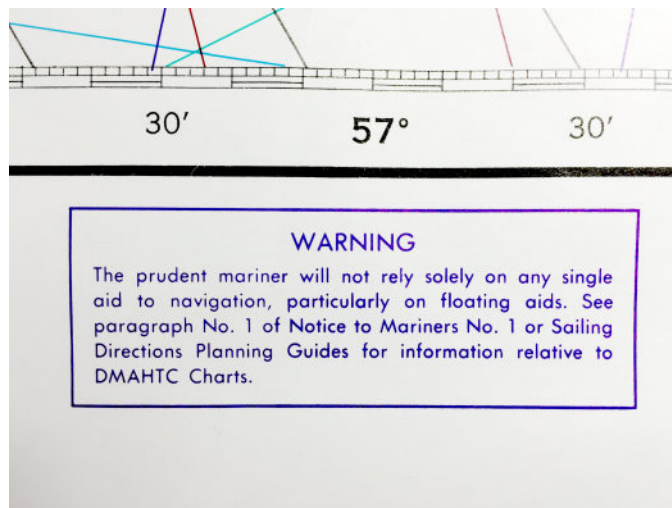 30' 57° 30'
WARNING
The prudent mariner will not rely solely on any single
aid to navigation, particularly on floating aids. See
paragraph No. 1 of Notice to Mariners No. 1 or Sailing
Directions Planning Guides for information relative to
DMAHTC Charts.